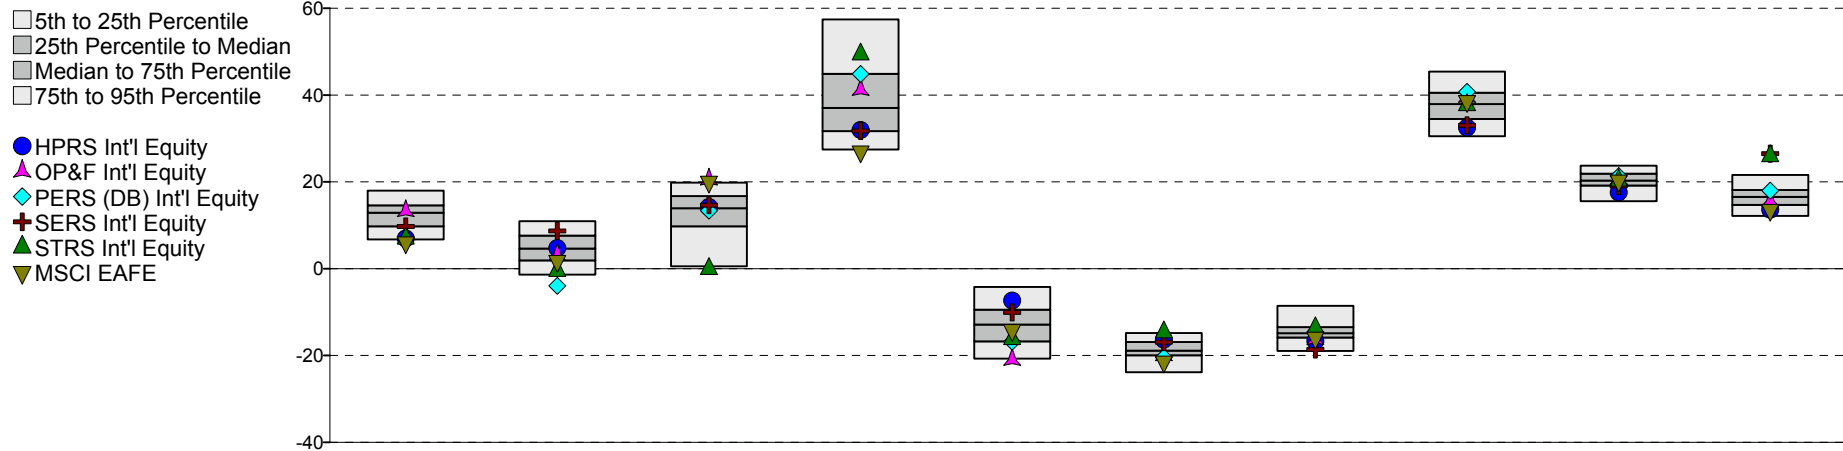 5th to 25th Percentile
25th Percentile to Median
Median to 75th Percentile
75th to 95th Percentile
HPRS Int'l Equity
OP&F Int'l Equity
PERS (DB) Int'l Equity
SERS Int'l Equity
STRS Int'l Equity
MSCI EAFE
60
40
20
0
-20
-40